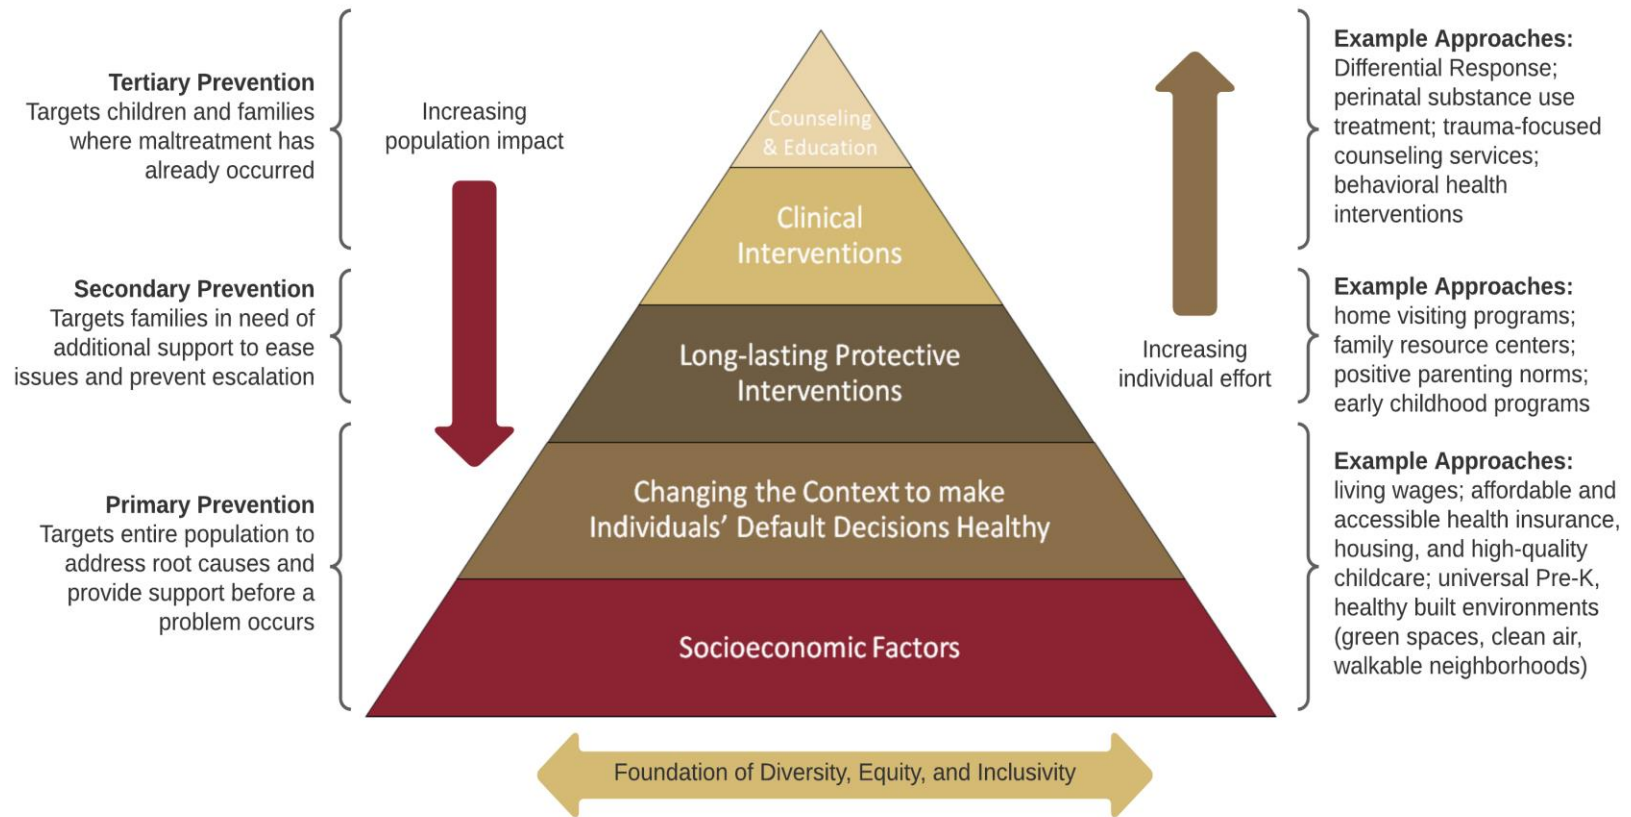 Tertiary Prevention
Targets children and families
where maltreatment has
already occurred
Secondary Prevention
Targets families in need of
additional support to ease
issues and prevent escalation
Primary Prevention
Targets entire population to
address root causes and
provide support before a
problem occurs
Increasing
population impact
Counseling
& Education
Clinical
Interventions
Long-lasting Protective
Interventions
Changing the Context to make
Individuals’ Default Decisions Healthy
Socioeconomic Factors
Foundation of Diversity, Equity, and Inclusivity
Increasing
individual effort
Example Approaches:
Differential Response;
perinatal substance use
treatment; trauma-focused
counseling services;
behavioral health
interventions
Example Approaches:
home visiting programs;
family resource centers;
positive parenting norms;
early childhood programs
Example Approaches:
living wages; affordable and
accessible health insurance,
housing, and high-quality
childcare; universal Pre-K,
healthy built environments
(green spaces, clean air,
walkable neighborhoods)